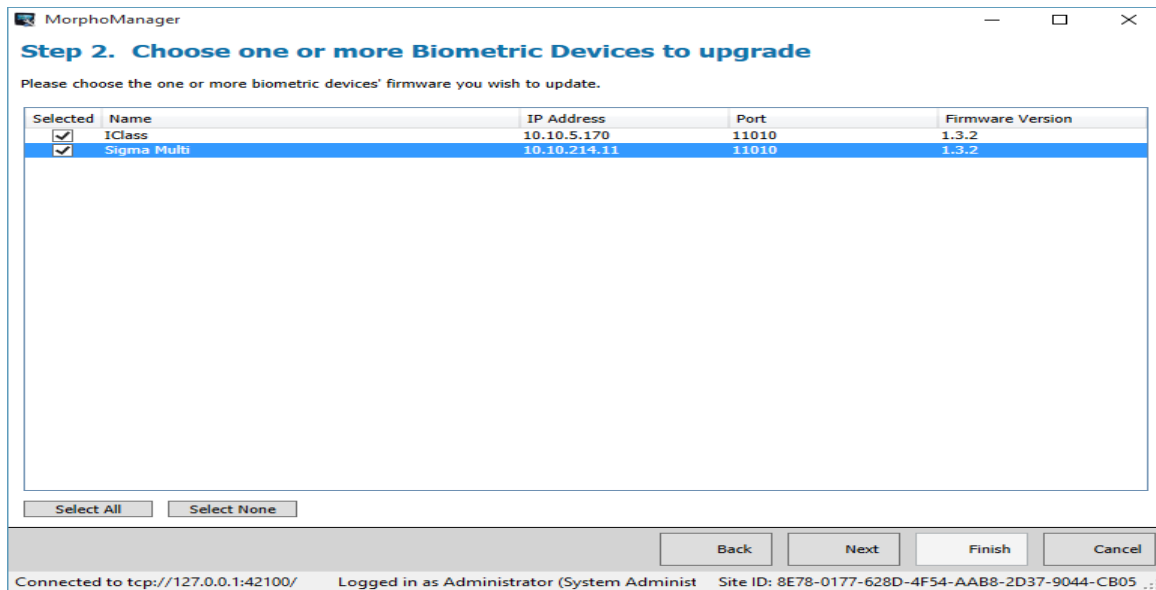 MorphoManager
Step 2. Choose one or more Biometric Devices to upgrade
Please choose the one or more biometric devices' firmware you wish to update.
Selected Name IP Address Port Firmware Version
IClass 10.10.5.170 11010 1.3.2
Sigma Multi 10.10.214.11 11010 1.3.2
Select All Select None
Back Next Finish Cancel
Connected to tcp://127.0.0.1:42100/ Logged in as Administrator (System Administ Site ID: 8E78-0177-628D-4F54-AAB8-2D37-9044-CB05